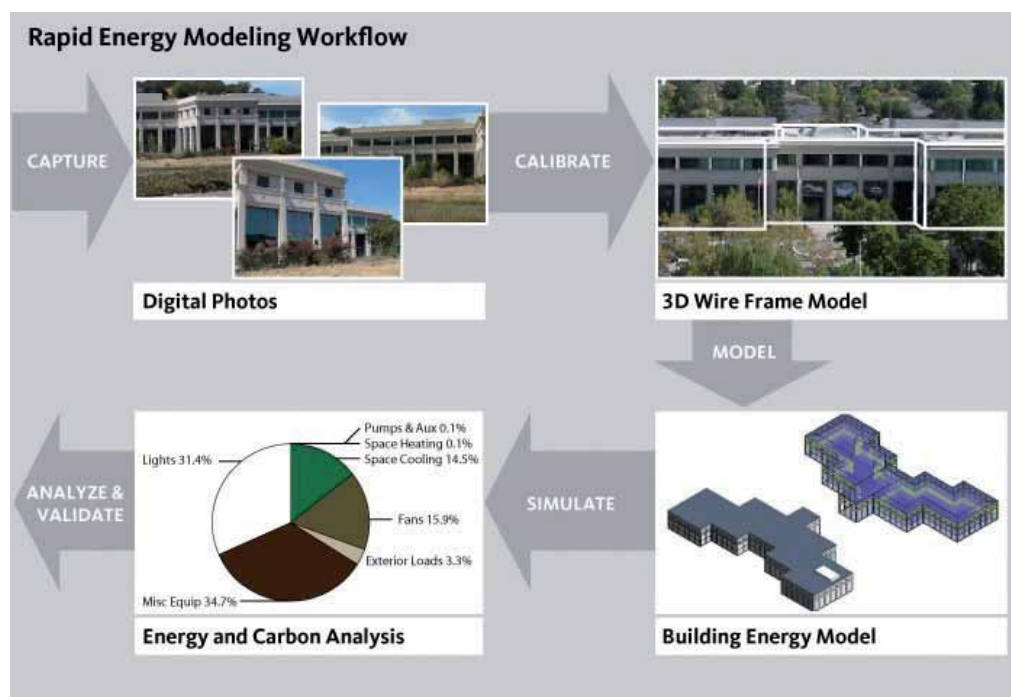 Rapid Energy Modeling Workflow
CAPTURE
CALIBRATE
Digital Photos
3D Wire Frame Model
MODEL
Pumps & Aux 0.1%
Space Heating 0.1%
Space Cooling 14.5%
Lights 31.4%
Fans 15.9%
Exterior Loads 3.3%
Misc Equip 34.7%
ANALYZE &
VALIDATE
SIMULATE
Energy and Carbon Analysis
Building Energy Model